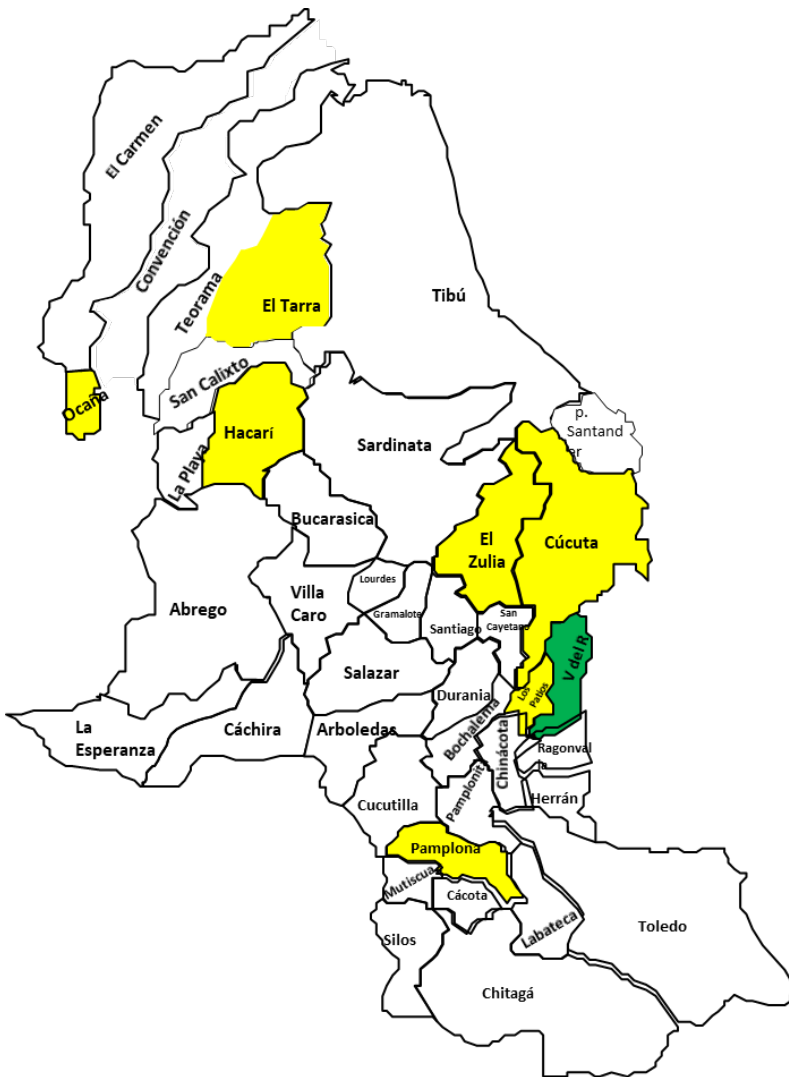 El Carmen
Convención
Teorama
El Tarra
Tibú
San Calixto
Ocaña
Hacarí
La Playa
Sardinata
p.
Santand
er
Bucarasica
El
Zulia
Cúcuta
Abrego
Villa
Caro
Lourdes
Gramalote
Santiago
San
Cayetano
V del R
Salazar
Durania
Los
Patios
La
Esperanza
Cáchira
Arboledas
Bochalema
Chinácota
Ragonval
la
Cucutilla
Pamplonita
Herrán
Pamplona
Mutiscua
Cácota
Labateca
Toledo
Silos
Chitagá